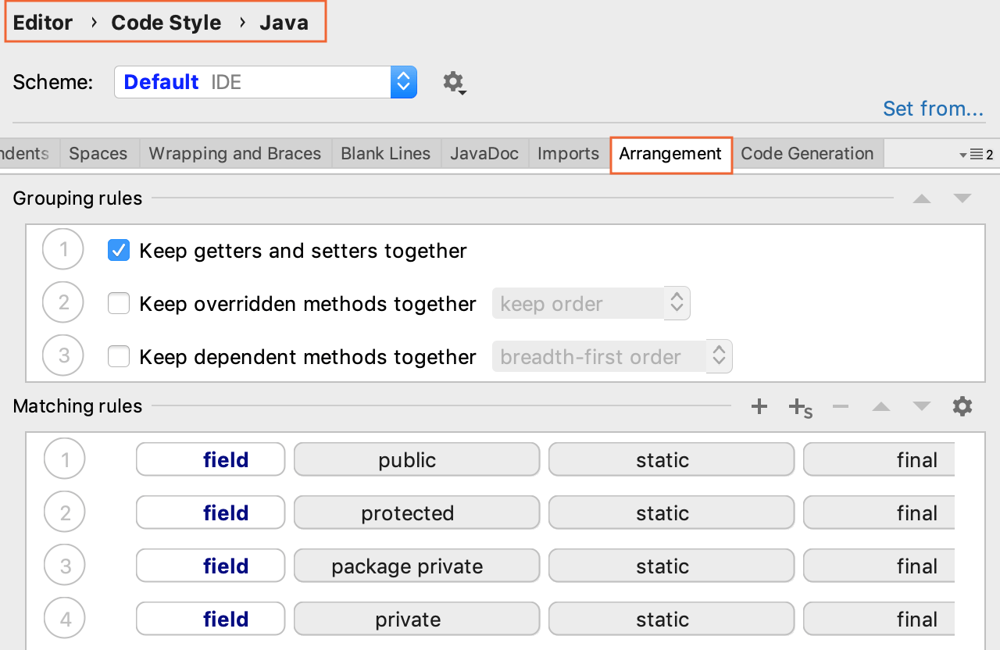 Editor › Code Style › Java
Scheme: Default IDE
Set from...
ndents Spaces Wrapping and Braces Blank Lines JavaDoc Imports Arrangement Code Generation 2
Grouping rules
1 Keep getters and setters together
2 Keep overridden methods together keep order
3 Keep dependent methods together breadth-first order
Matching rules + +S −
1 field public static final
2 field protected static final
3 field package private static final
4 field private static final